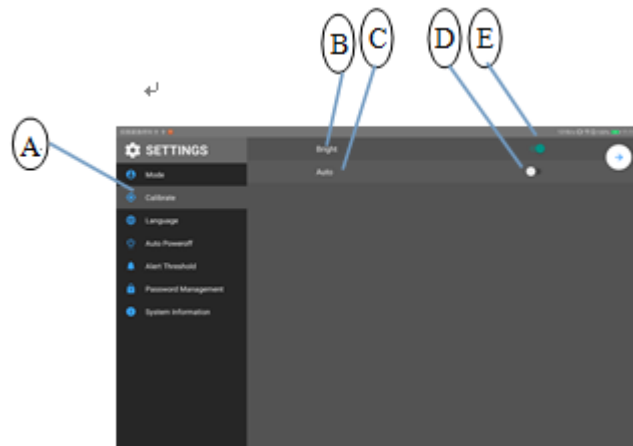 B C D E
A
SETTINGS
Bright
Mode
Auto
Calibrate
Language
Auto Poweroff
Alert Threshold
Password Management
System Information